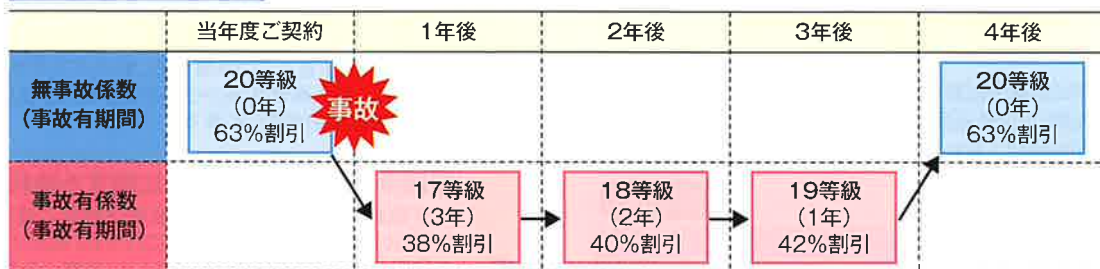 当年度ご契約 1年後 2年後 3年後 4年後
無事故係数
(事故有期間)
20等級
(0年)
63%割引
事故
20等級
(0年)
63%割引
事故有係数
(事故有期間)
17等級
(3年)
38%割引
18等級
(2年)
40%割引
19等級
(1年)
42%割引